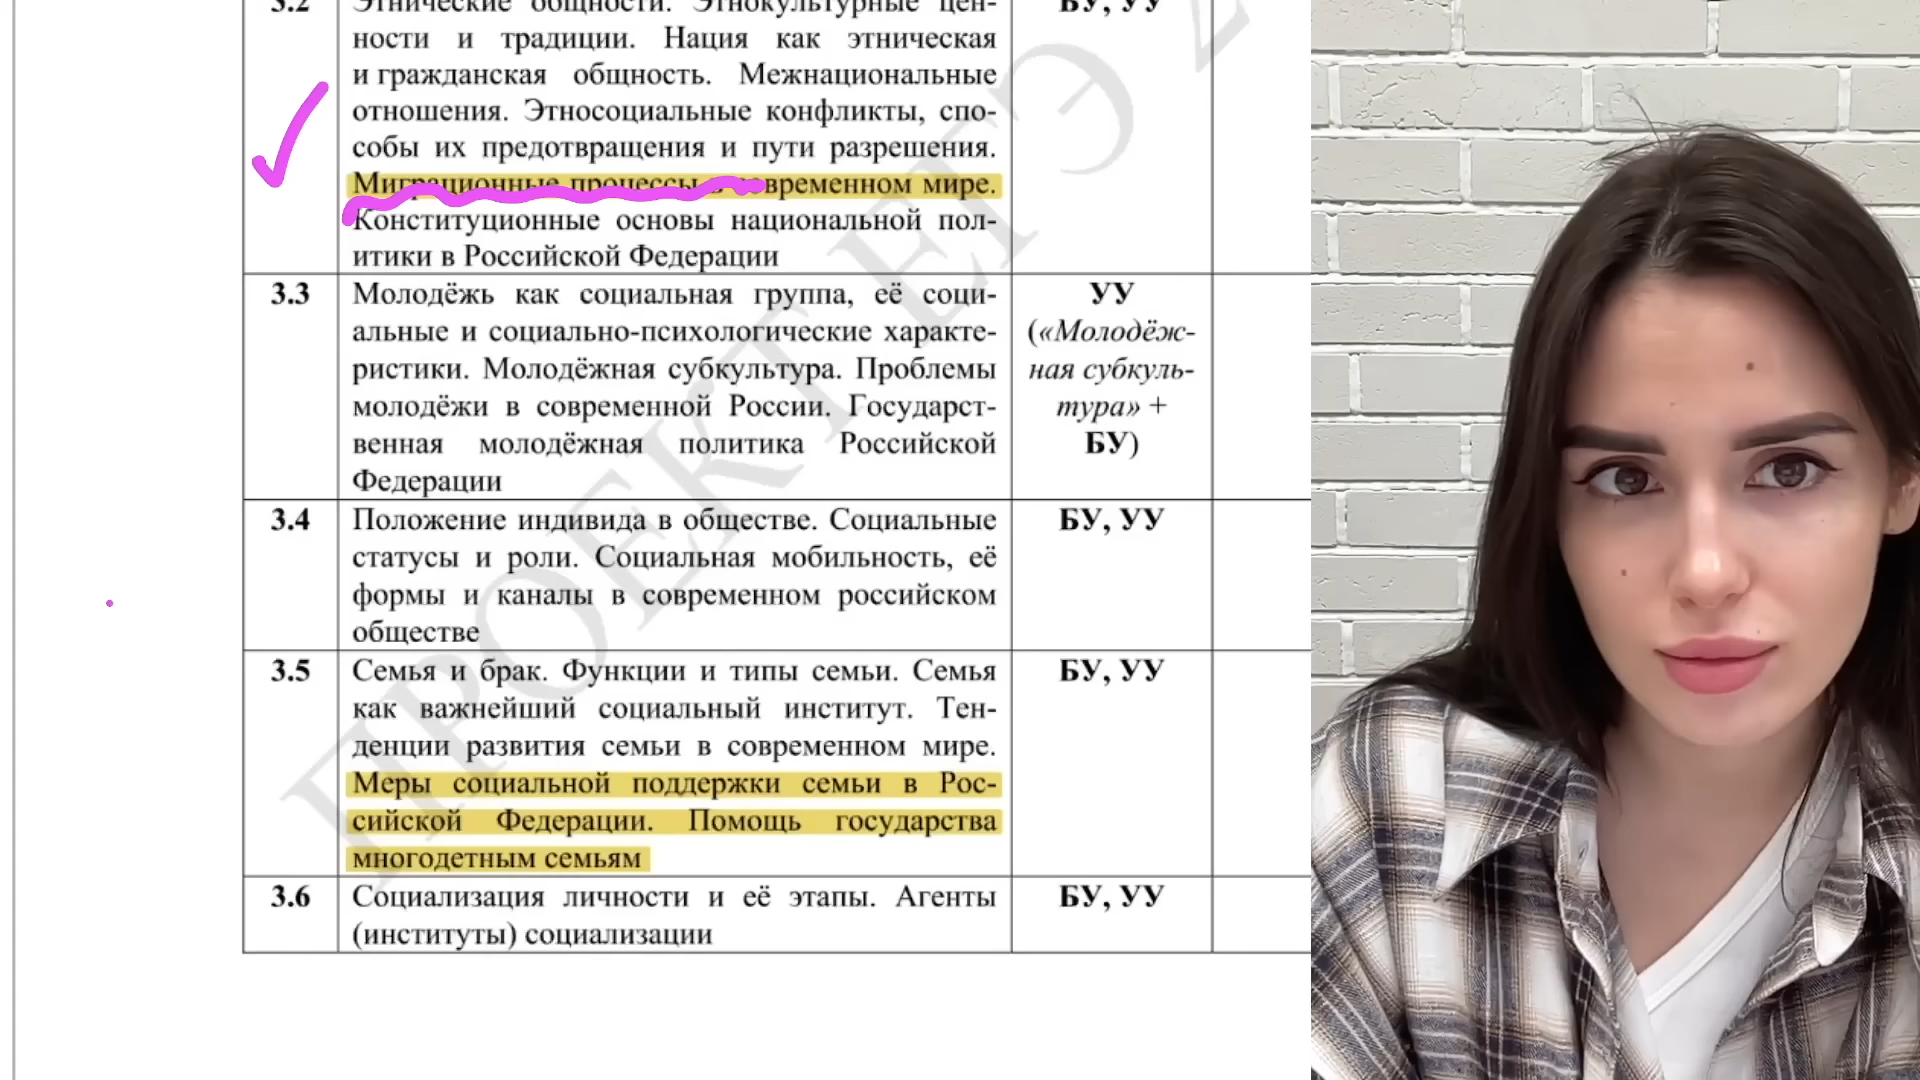 3.2 Этнические общности. Этнокультурные цен- БУ, УУ
ности и традиции. Нация как этническая
и гражданская общность. Межнациональные
отношения. Этносоциальные конфликты, спо-
собы их предотвращения и пути разрешения.
Миграционные процессы в современном мире.
Конституционные основы национальной пол-
итики в Российской Федерации
3.3 Молодёжь как социальная группа, её соци- УУ
альные и социально-психологические характе- («Молодёж-
ристики. Молодёжная субкультура. Проблемы ная субкуль-
молодёжи в современной России. Государст- тура» +
венная молодёжная политика Российской БУ)
Федерации
3.4 Положение индивида в обществе. Социальные БУ, УУ
статусы и роли. Социальная мобильность, её
формы и каналы в современном российском
обществе
3.5 Семья и брак. Функции и типы семьи. Семья БУ, УУ
как важнейший социальный институт. Тен-
денции развития семьи в современном мире.
Меры социальной поддержки семьи в Рос-
сийской Федерации. Помощь государства
многодетным семьям
3.6 Социализация личности и её этапы. Агенты БУ, УУ
(институты) социализации
ПРОЕКТ ЕГЭ 2